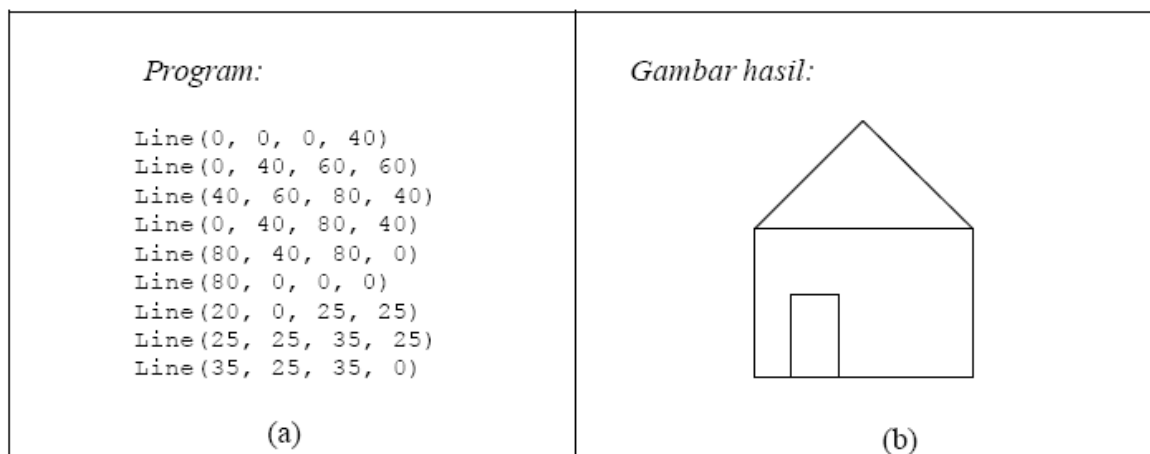 Program:
Line(0, 0, 0, 40)
Line(0, 40, 60, 60)
Line(40, 60, 80, 40)
Line(0, 40, 80, 40)
Line(80, 40, 80, 0)
Line(80, 0, 0, 0)
Line(20, 0, 25, 25)
Line(25, 25, 35, 25)
Line(35, 25, 35, 0)
(a)
Gambar hasil:
(b)